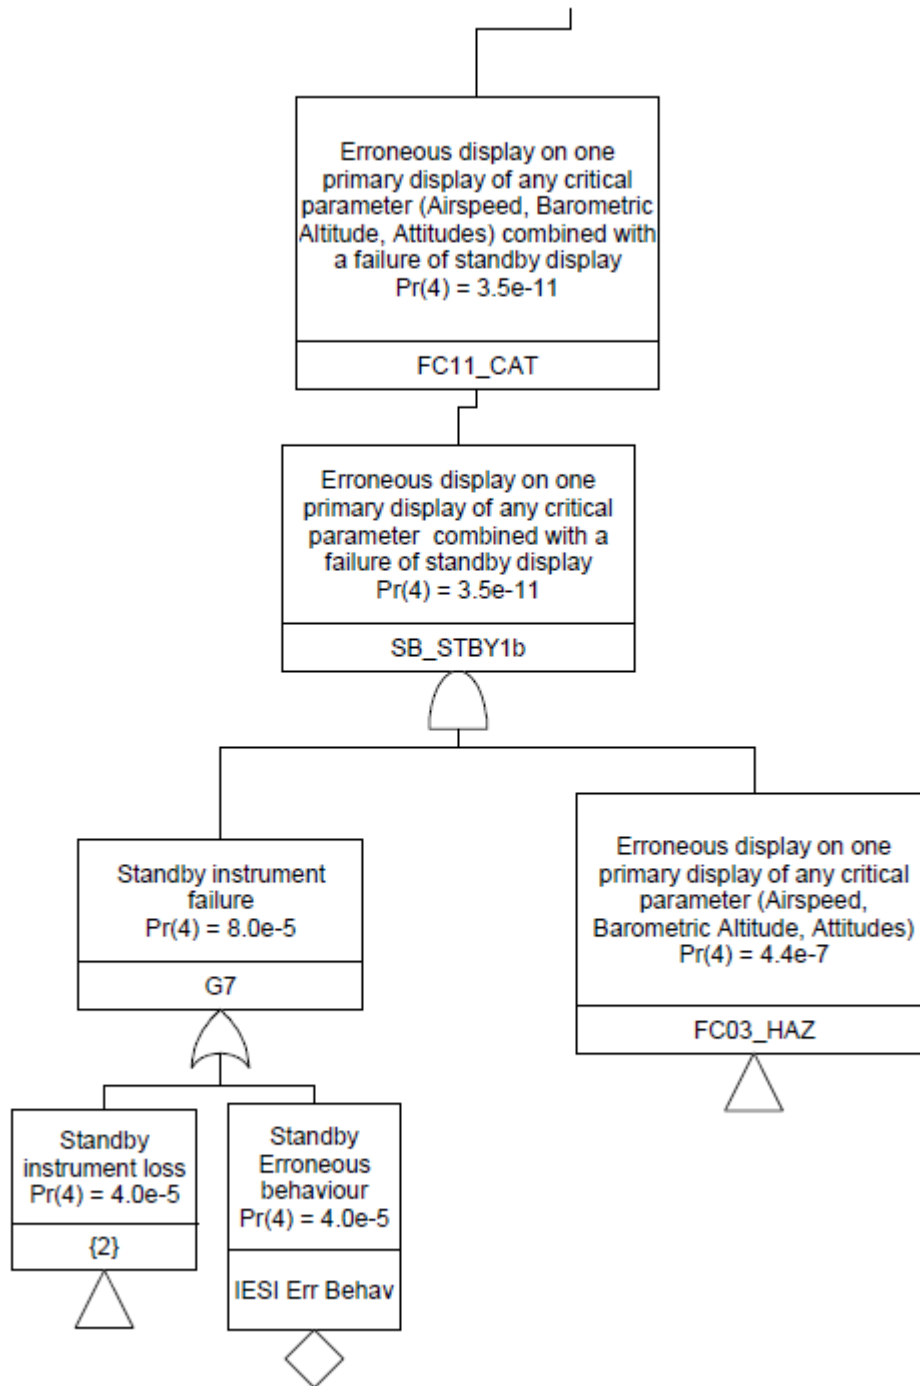 Erroneous display on one
primary display of any critical
parameter (Airspeed, Barometric
Altitude, Attitudes) combined with
a failure of standby display
Pr(4) = 3.5e-11
FC11_CAT
Erroneous display on one
primary display of any critical
parameter combined with a
failure of standby display
Pr(4) = 3.5e-11
SB_STBY1b
Standby instrument
failure
Pr(4) = 8.0e-5
G7
Erroneous display on one
primary display of any critical
parameter (Airspeed,
Barometric Altitude, Attitudes)
Pr(4) = 4.4e-7
FC03_HAZ
Standby
instrument loss
Pr(4) = 4.0e-5
{2}
Standby
Erroneous
behaviour
Pr(4) = 4.0e-5
IESI Err Behav